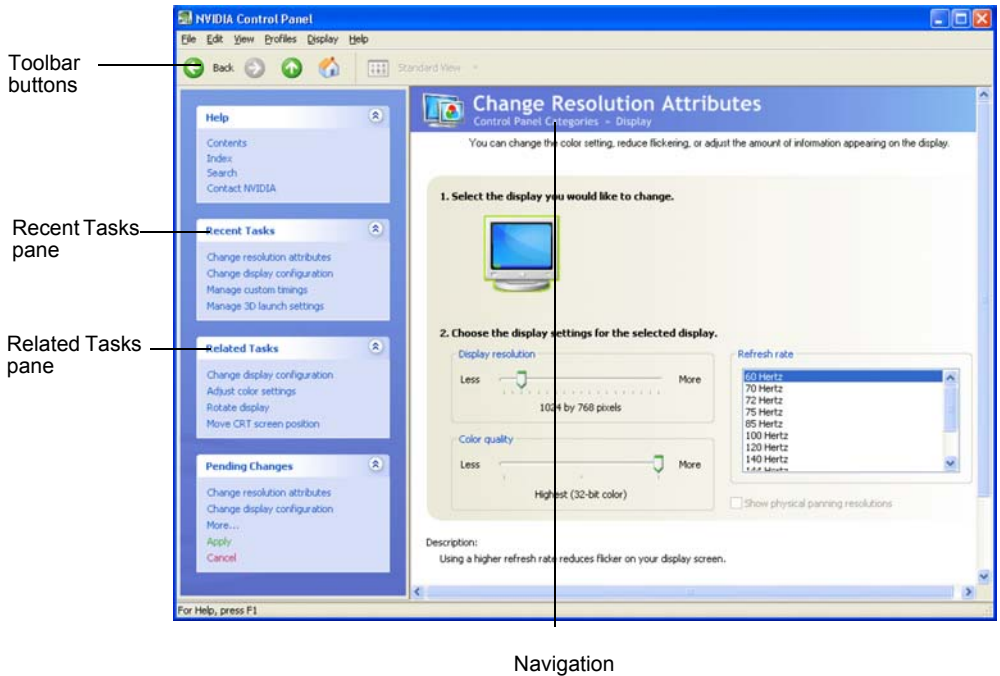 NVIDIA Control Panel
File Edit View Profiles Display Help
Toolbar
buttons
Back
Standard View
Change Resolution Attributes
Control Panel Categories - Display
You can change the color setting, reduce flickering, or adjust the amount of information appearing on the display.
Help
Contents
Index
Search
Contact NVIDIA
Recent Tasks
pane
Recent Tasks
Change resolution attributes
Change display configuration
Manage custom timings
Manage 3D launch settings
Related Tasks
pane
Related Tasks
Change display configuration
Adjust color settings
Rotate display
Move CRT screen position
Pending Changes
Change resolution attributes
Change display configuration
More...
Apply
Cancel
1. Select the display you would like to change.
2. Choose the display settings for the selected display.
Display resolution
Less
More
1024 by 768 pixels
Color quality
Less
More
Highest (32-bit color)
Refresh rate
60 Hertz
70 Hertz
72 Hertz
75 Hertz
85 Hertz
100 Hertz
120 Hertz
140 Hertz
144 Hertz
Show physical panning resolutions
Description:
Using a higher refresh rate reduces flicker on your display screen.
For Help, press F1
Navigation